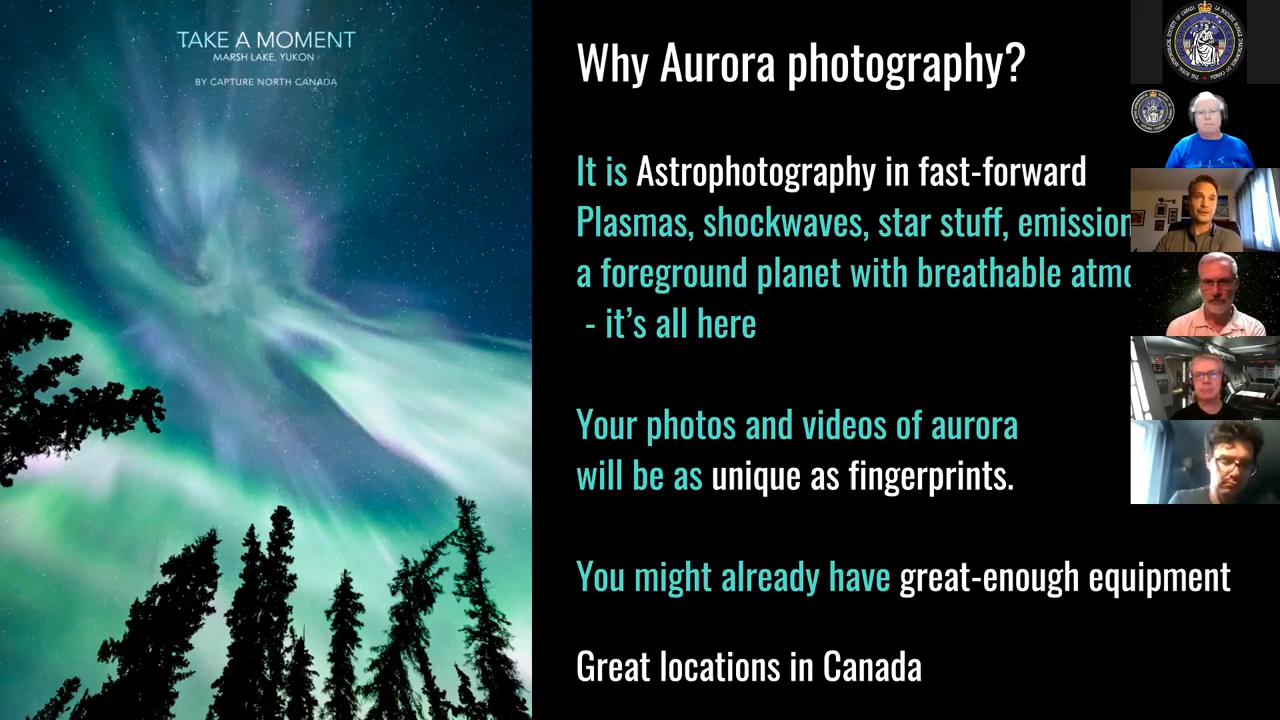 TAKE A MOMENT
MARSH LAKE, YUKON
BY CAPTURE NORTH CANADA
Why Aurora photography?
It is Astrophotography in fast-forward
Plasmas, shockwaves, star stuff, emission
a foreground planet with breathable atmo
- it's all here
Your photos and videos of aurora
will be as unique as fingerprints.
You might already have great-enough equipment
Great locations in Canada